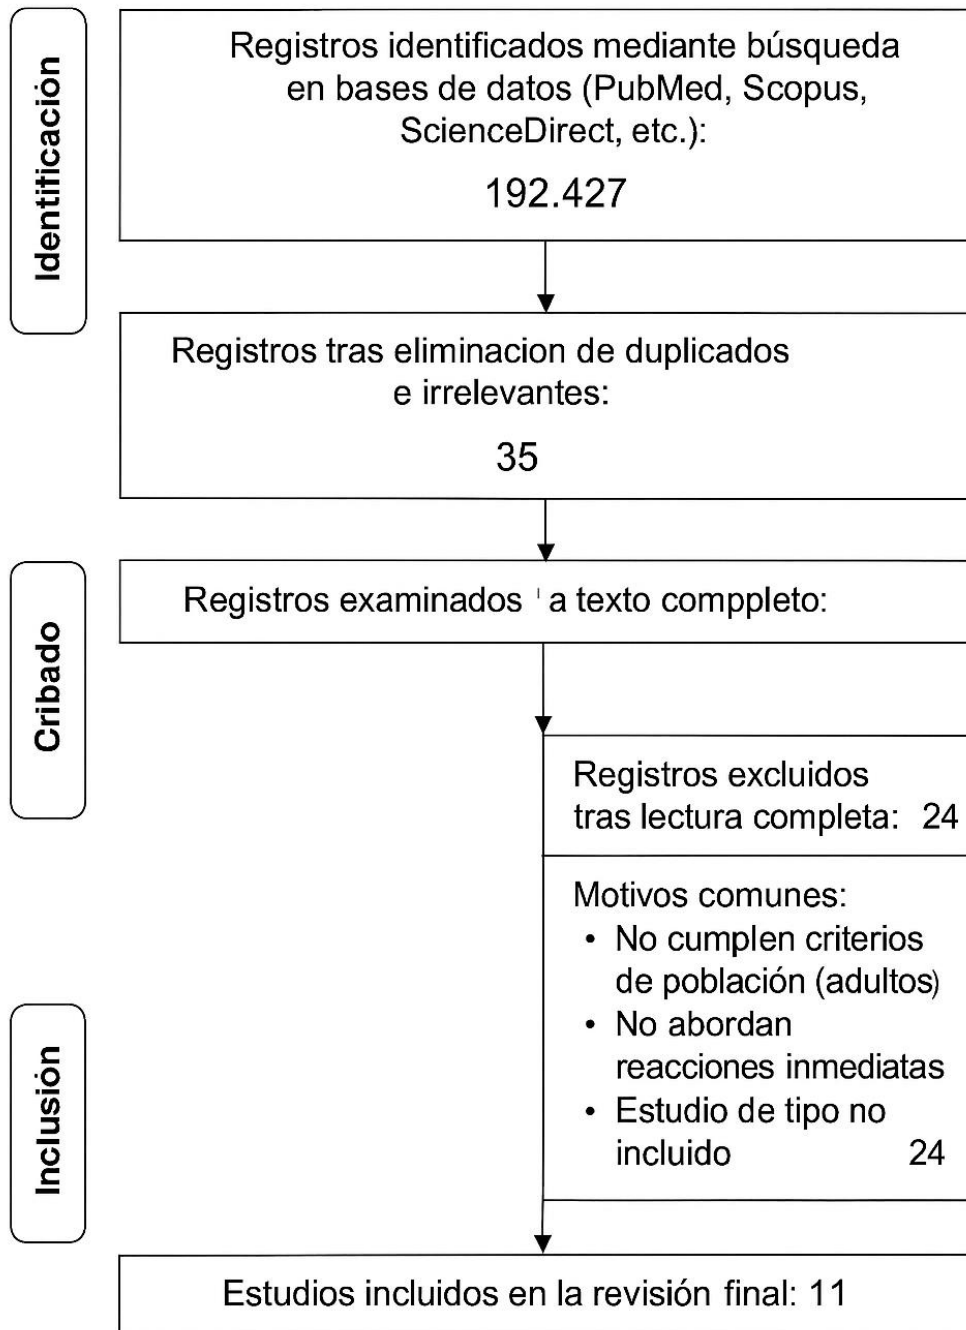 Identificación
Registros identificados mediante búsqueda
en bases de datos (PubMed, Scopus,
ScienceDirect, etc.):
192.427
Registros tras eliminacion de duplicados
e irrelevantes:
35
Cribado
Registros examinados ' a texto comppleto:
Registros excluidos
tras lectura completa: 24
Motivos comunes:
• No cumplen criterios
de población (adultos)
• No abordan
reacciones inmediatas
• Estudio de tipo no
incluido 24
Inclusión
Estudios incluidos en la revisión final: 11